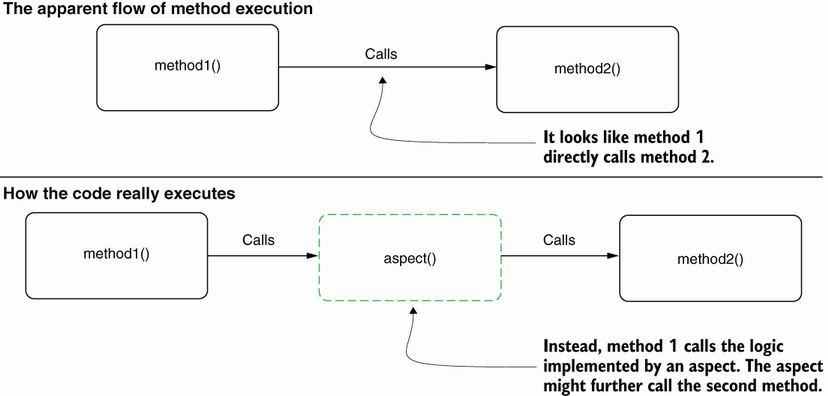 The apparent flow of method execution
Calls
method1()
method2()
It looks like method 1
directly calls method 2.
How the code really executes
Calls
Calls
method1()
aspect()
method2()
Instead, method 1 calls the logic
implemented by an aspect. The aspect
might further call the second method.